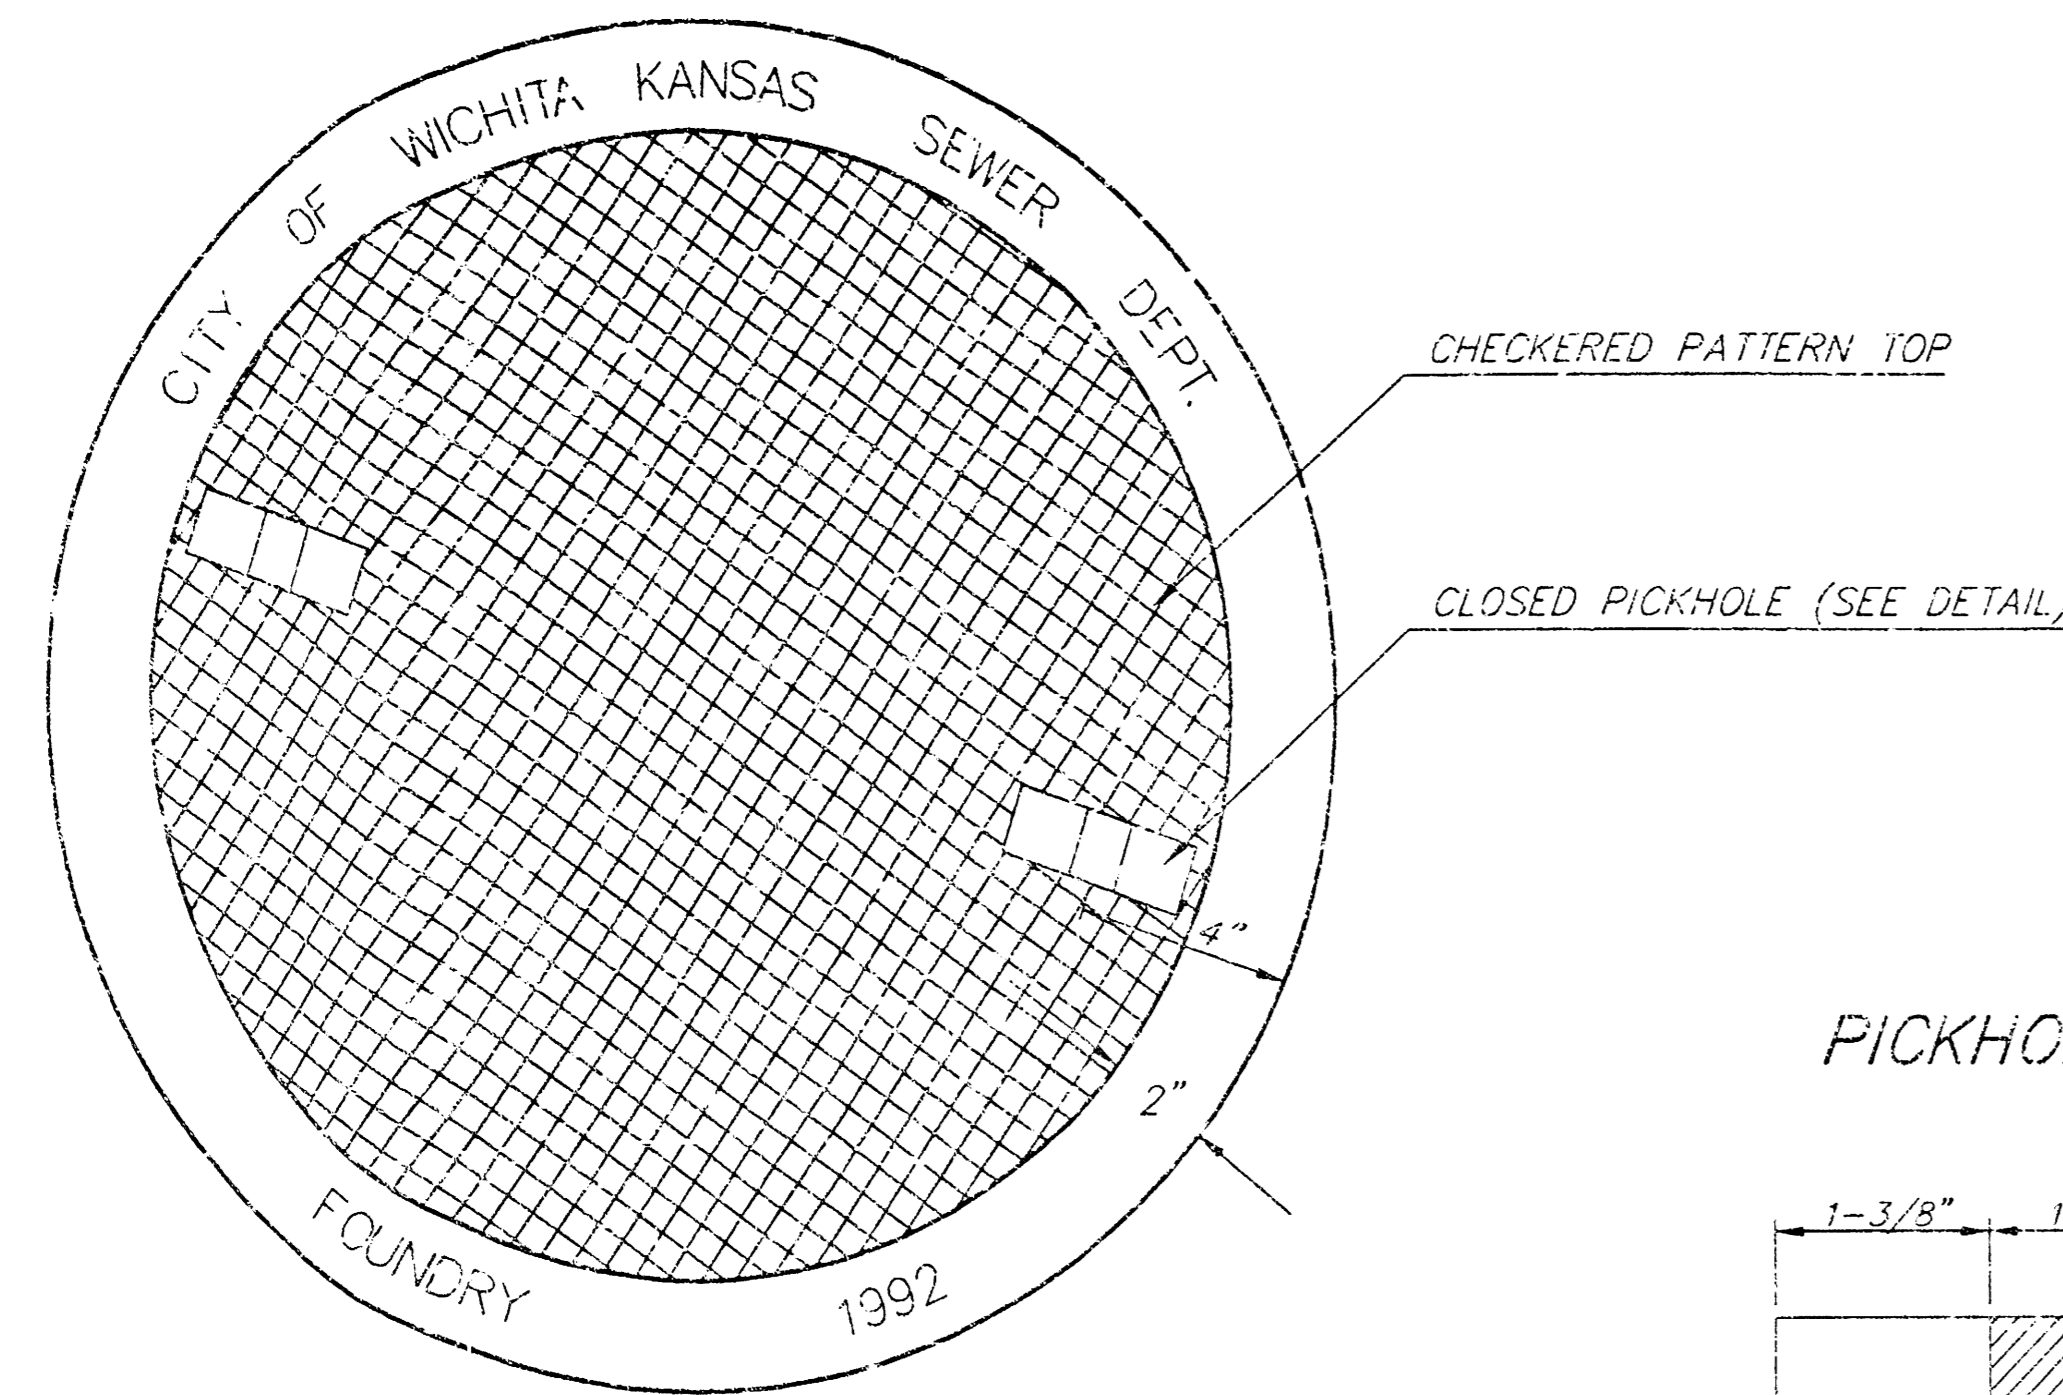 CITY OF WICHITA KANSAS SEWER DEPT.
CHECKERED PATTERN TOP
CLOSED PICKHOLE (SEE DETAIL)
4"
2"
FOUNDRY 1992
1-3/8"